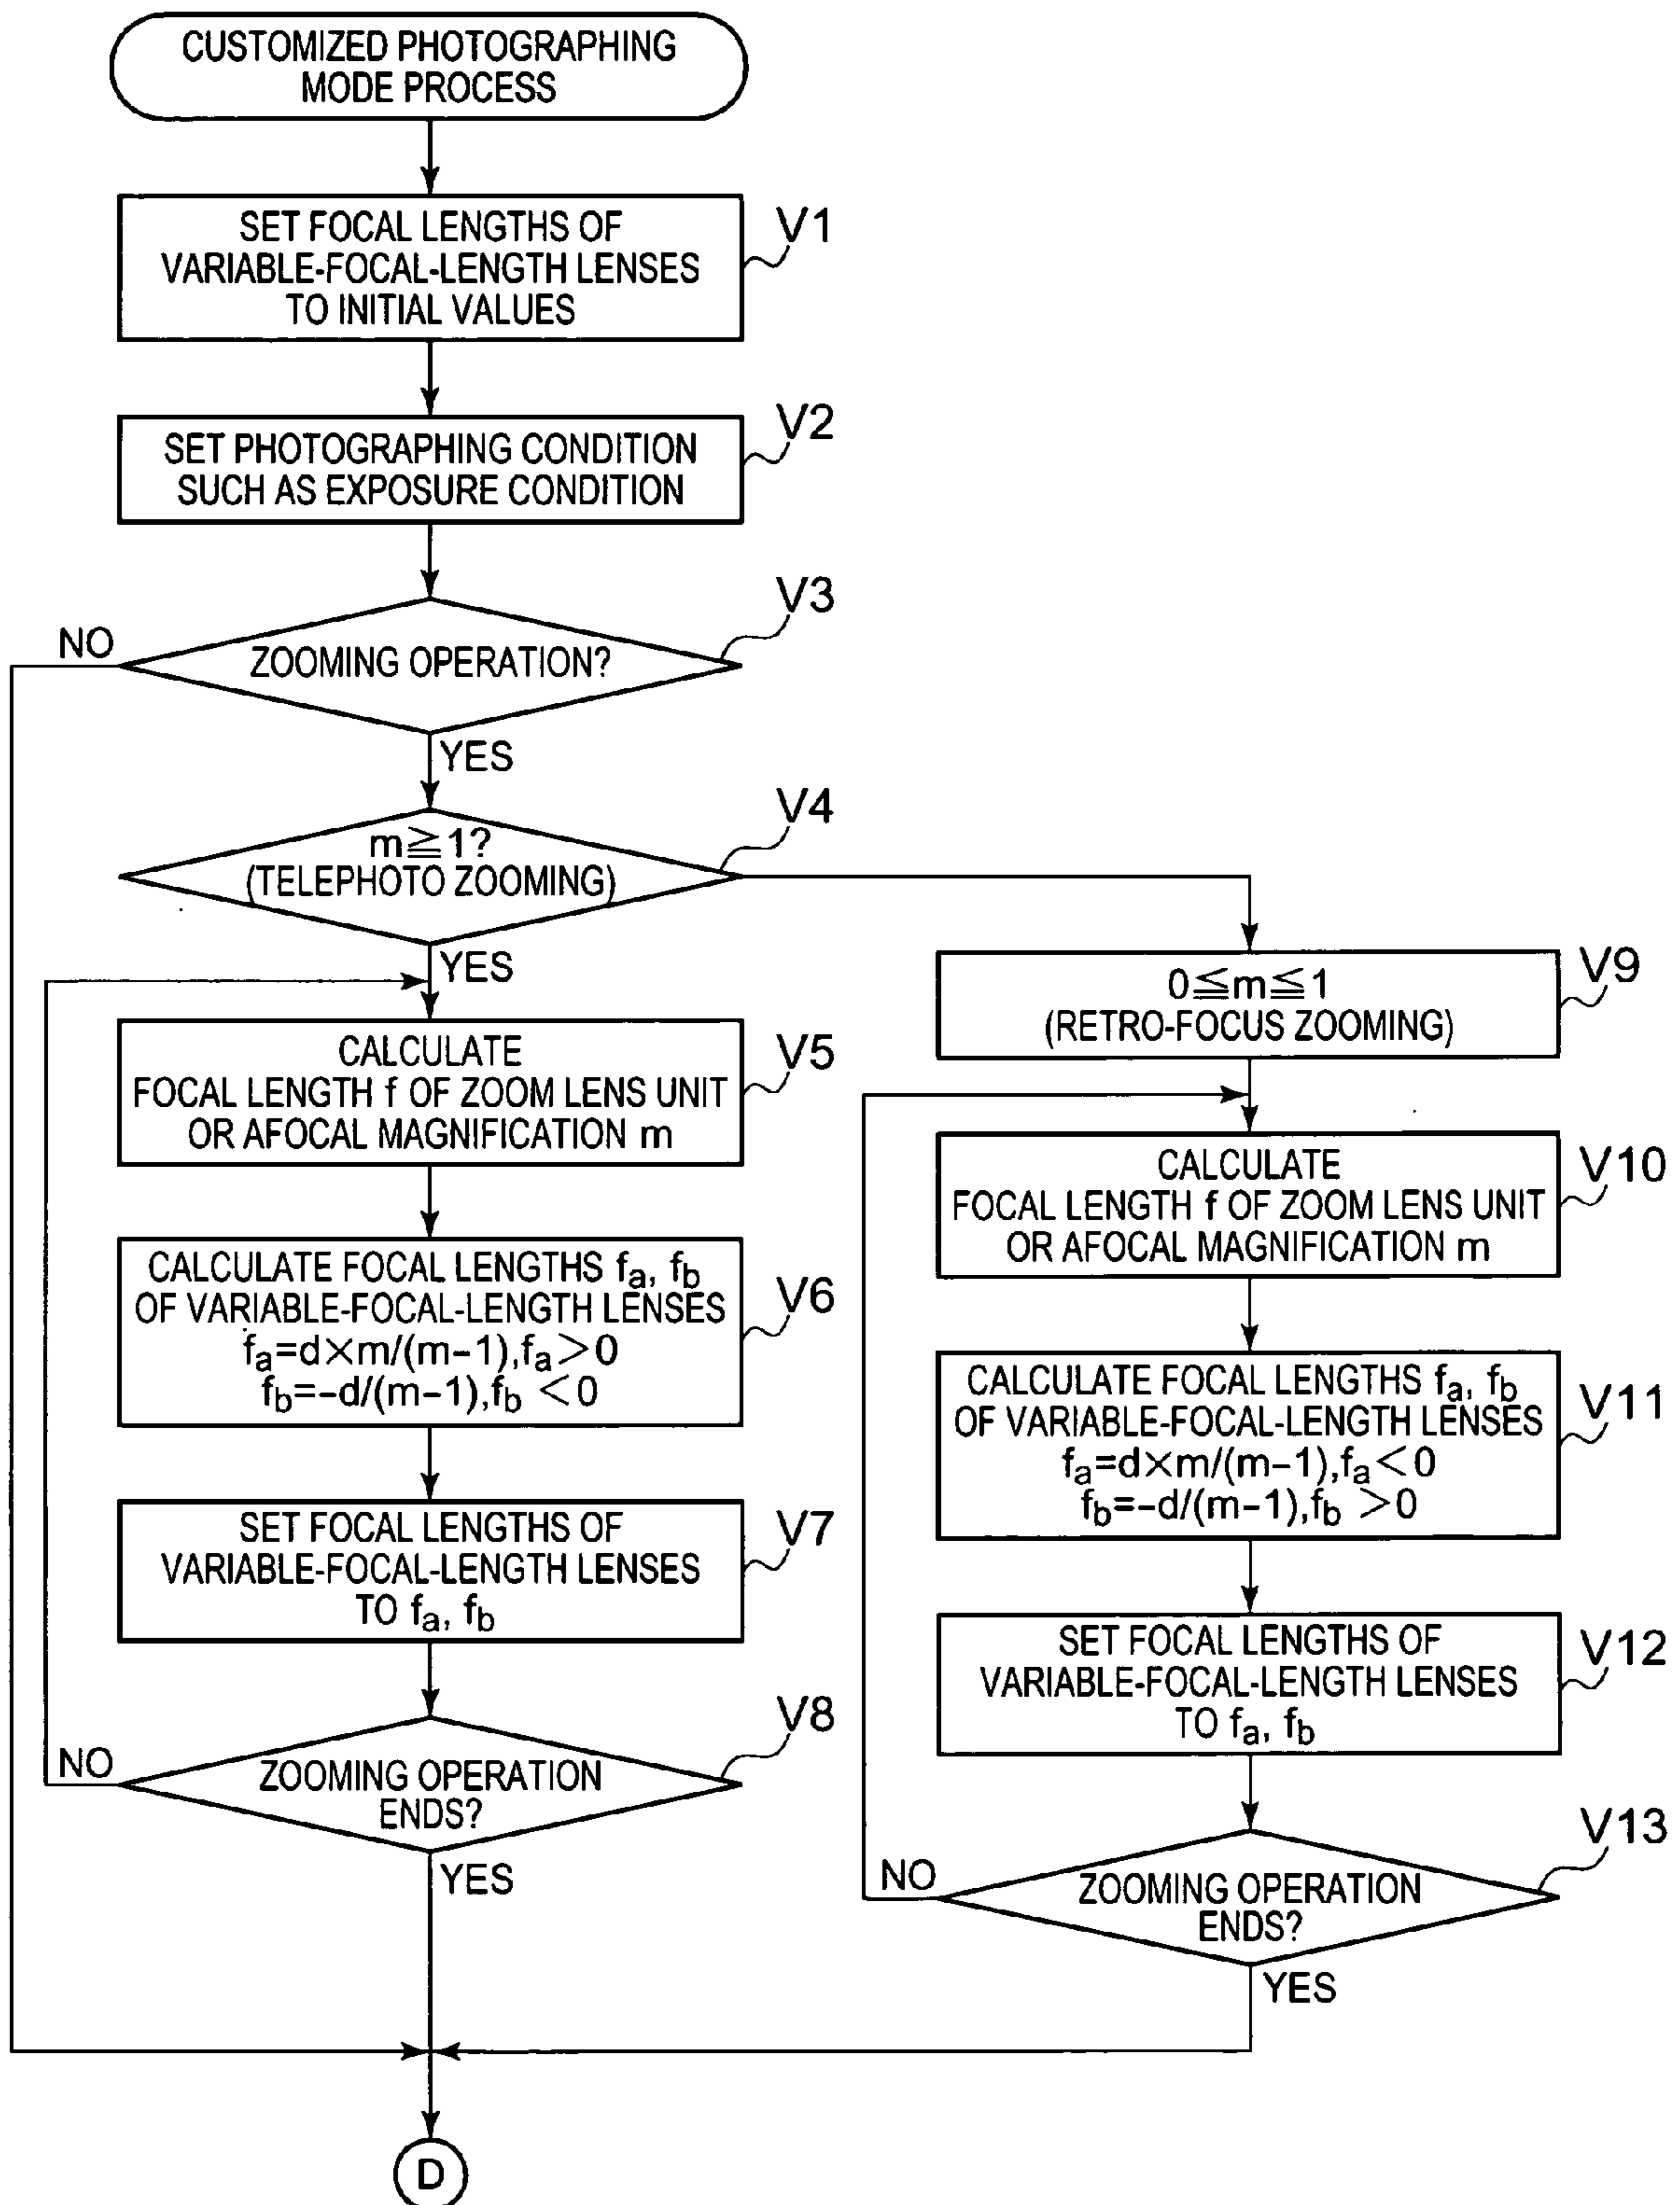 CUSTOMIZED PHOTOGRAPHING
MODE PROCESS
V1
SET FOCAL LENGTHS OF
VARIABLE-FOCAL-LENGTH LENSES
TO INITIAL VALUES
V2
SET PHOTOGRAPHING CONDITION
SUCH AS EXPOSURE CONDITION
V3
NO
ZOOMING OPERATION?
YES
V4
m≧1?
(TELEPHOTO ZOOMING)
YES
V5
CALCULATE
FOCAL LENGTH f OF ZOOM LENS UNIT
OR AFOCAL MAGNIFICATION m
V6
CALCULATE FOCAL LENGTHS fa, fb
OF VARIABLE-FOCAL-LENGTH LENSES
fa=d×m/(m-1),fa>0
fb=-d/(m-1),fb <0
V7
SET FOCAL LENGTHS OF
VARIABLE-FOCAL-LENGTH LENSES
TO fa, fb
V8
NO
ZOOMING OPERATION
ENDS?
YES
V9
0≦m≦1
(RETRO-FOCUS ZOOMING)
V10
CALCULATE
FOCAL LENGTH f OF ZOOM LENS UNIT
OR AFOCAL MAGNIFICATION m
V11
CALCULATE FOCAL LENGTHS fa, fb
OF VARIABLE-FOCAL-LENGTH LENSES
fa=d×m/(m-1),fa<0
fb=-d/(m-1),fb >0
V12
SET FOCAL LENGTHS OF
VARIABLE-FOCAL-LENGTH LENSES
TO fa, fb
V13
NO
ZOOMING OPERATION
ENDS?
YES
D